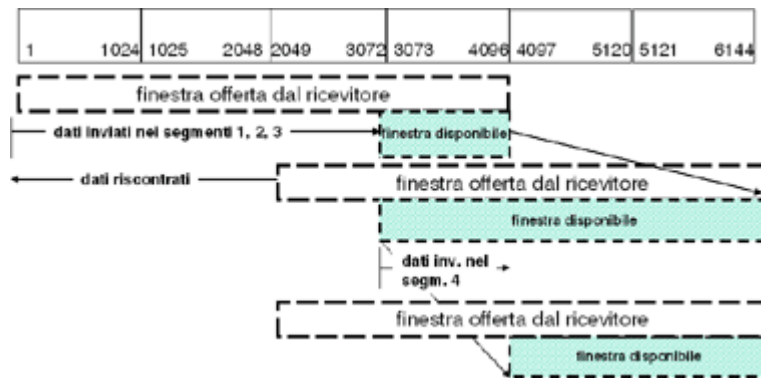 1 1024 1025 2048 2049 3072 3073 4096 4097 5120 5121 6144
finestra offerta dal ricevitore
dati inviati nei segmenti 1, 2, 3
finestra disponibile
dati riscontrati
finestra offerta dal ricevitore
finestra disponibile
dati inv. nel
segm. 4
finestra offerta dal ricevitore
finestra disponibile